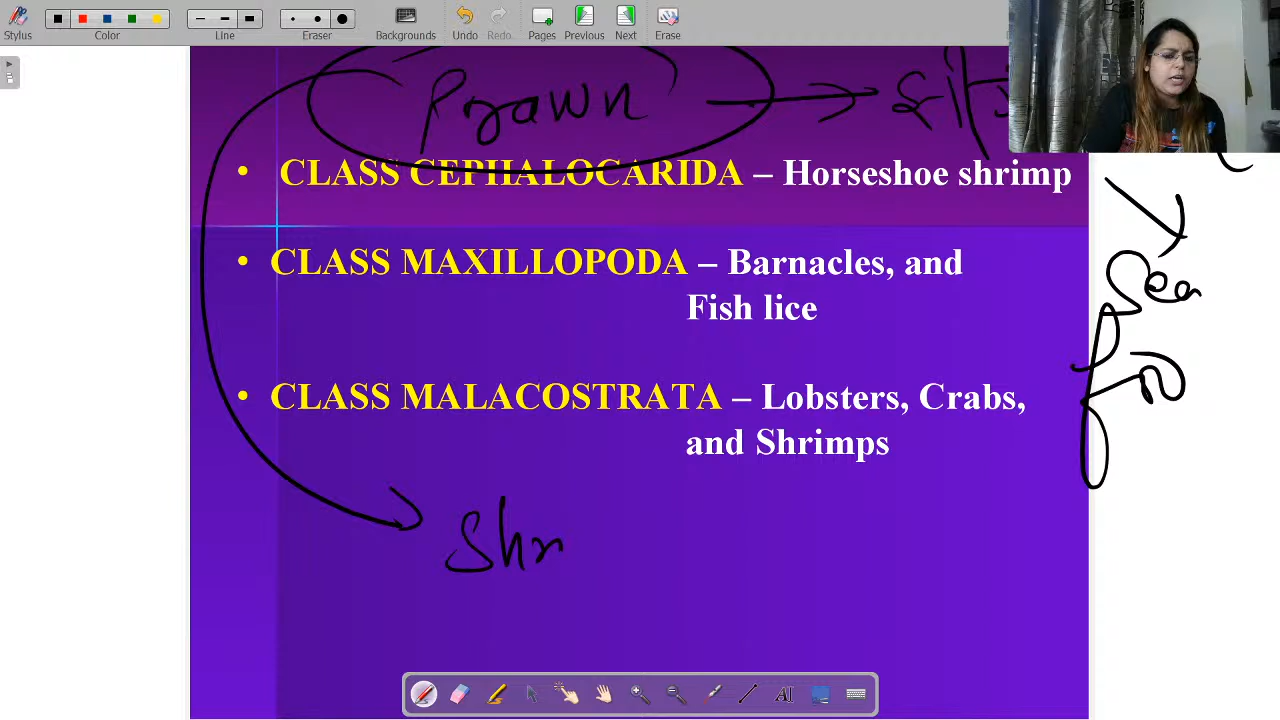 Stylus
Color
Line
Eraser
Backgrounds
Undo
Redo
Pages
Previous
Next
Erase
Prawn
• CLASS CEPHALOCARIDA – Horseshoe shrimp
• CLASS MAXILLOPODA – Barnacles, and
Fish lice
Sea
• CLASS MALACOSTRATA – Lobsters, Crabs,
and Shrimps
Shr
AI